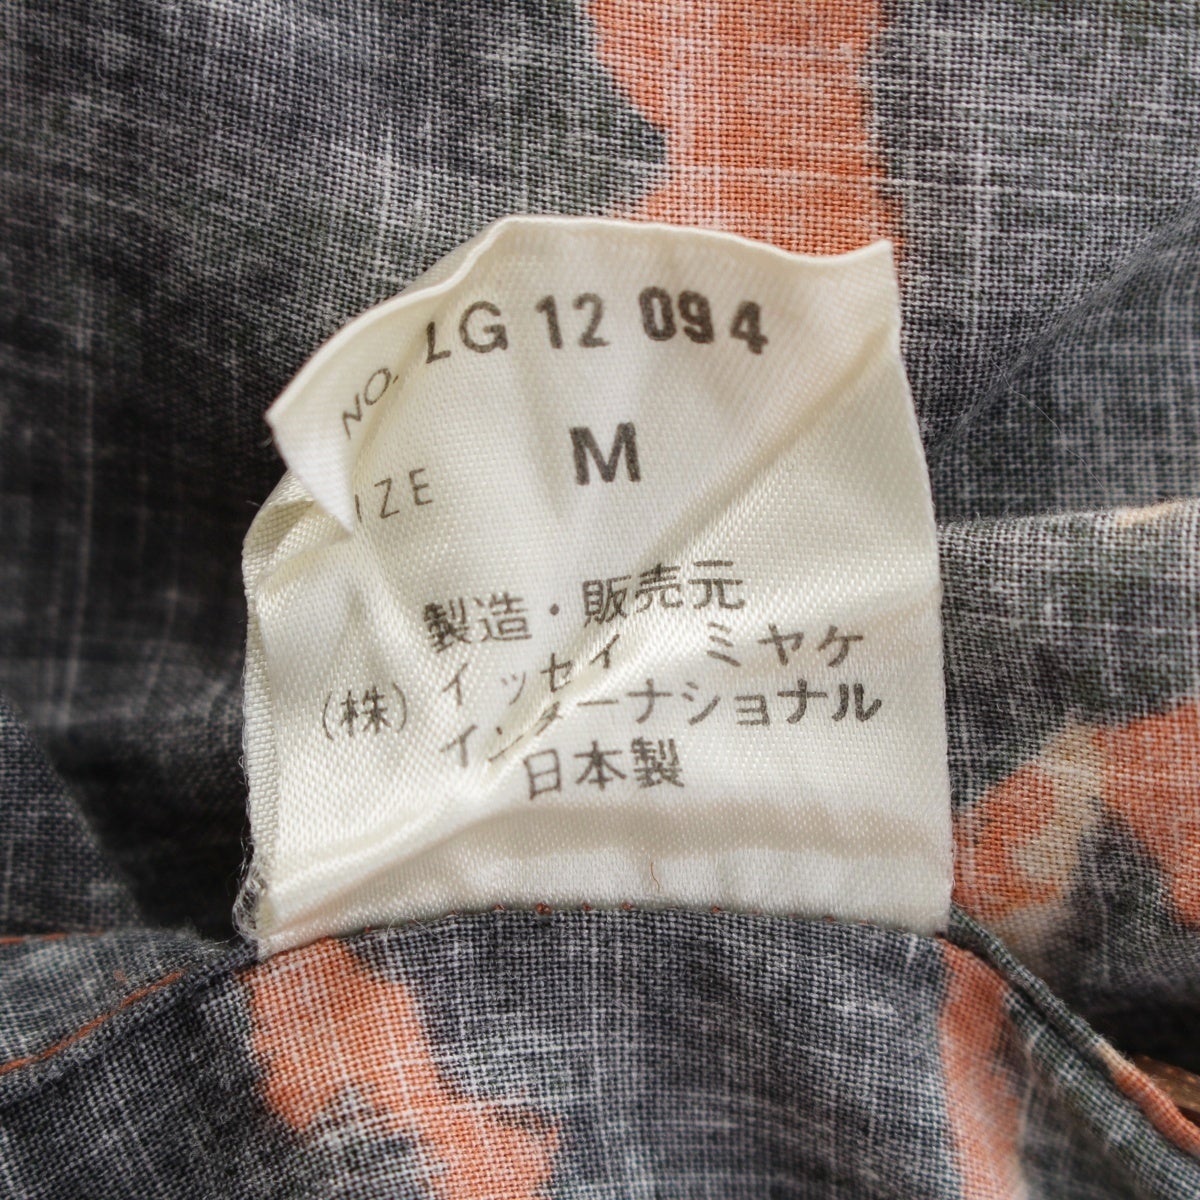 NO. LG 12 094
IZE M
製造・販売元
(株) イッセイ ミヤケ
インターナショナル
日本製